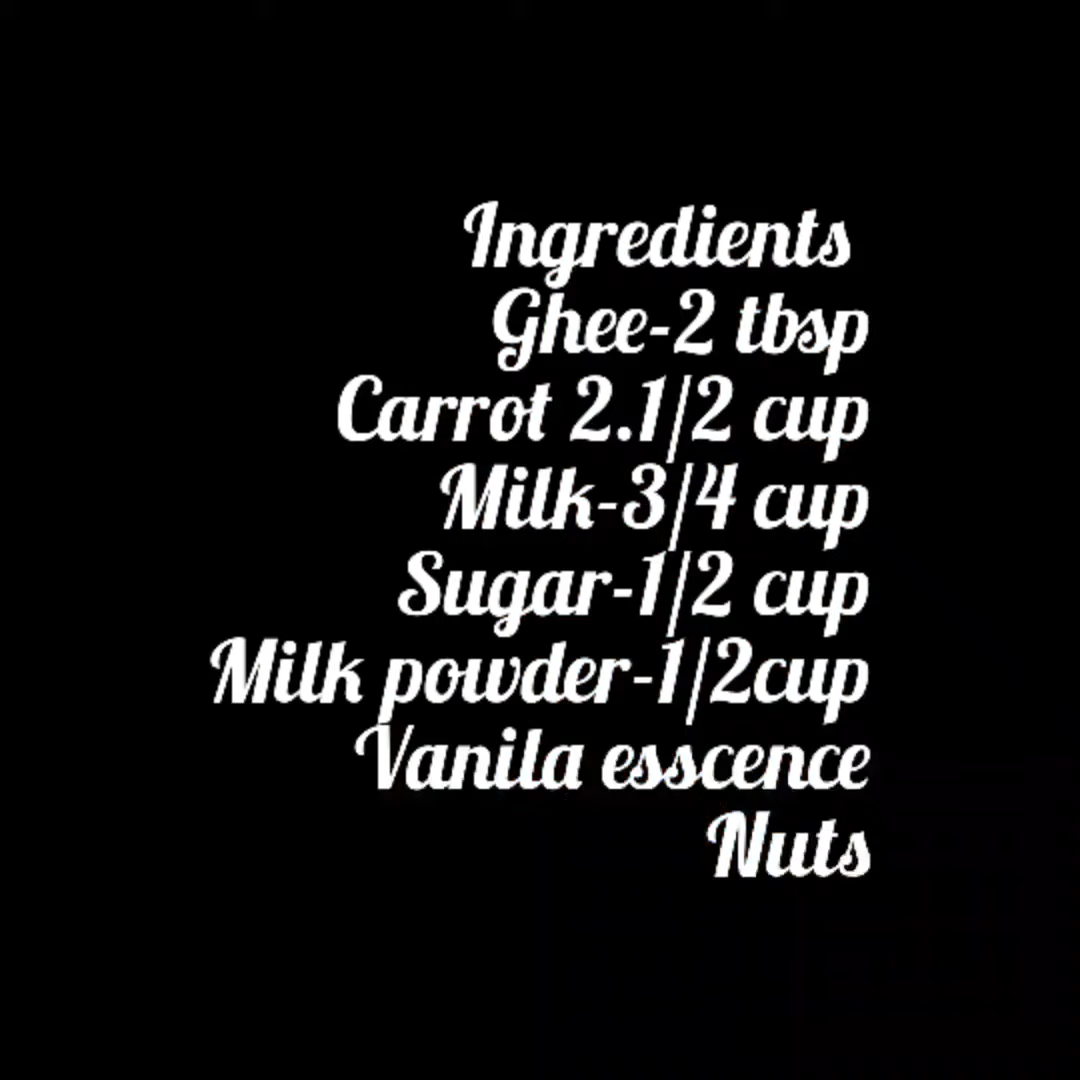 Ingredients
Ghee-2 tbsp
Carrot 2.1/2 cup
Milk-3/4 cup
Sugar-1/2 cup
Milk powder-1/2cup
Vanila esscence
Nuts